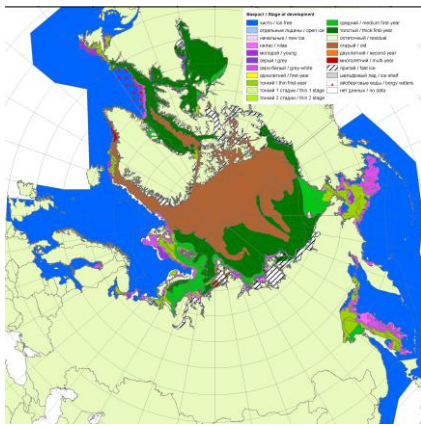 Возраст / Stage of development
чисто / ice free
отдельные льдины / open ice
начальные / new ice
нилас / nilas
молодой / young
серый / grey
серо-белый / grey-white
однолетний / first-year
тонкий / thin first-year
тонкий 1 стадии / thin 1 stage
тонкий 2 стадии / thin 2 stage
средний / medium first-year
толстый / thick first-year
остаточный / residual
старый / old
двухлетний / second-year
многолетний / multi-year
припай / fast ice
шельфовый лед / ice shelf
айсберговые воды / bergy waters
нет данных / no data